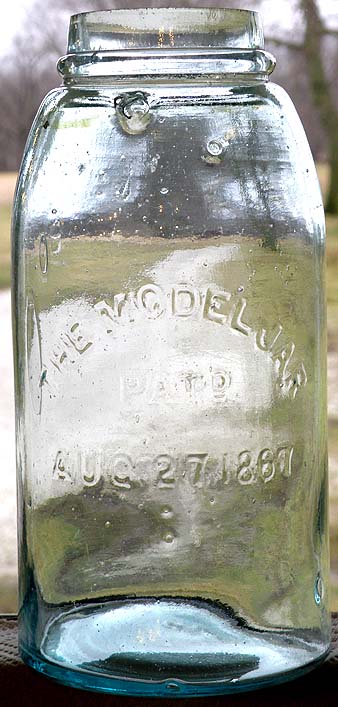 THE MODEL JAR
PAT'D
AUG. 27. 1867